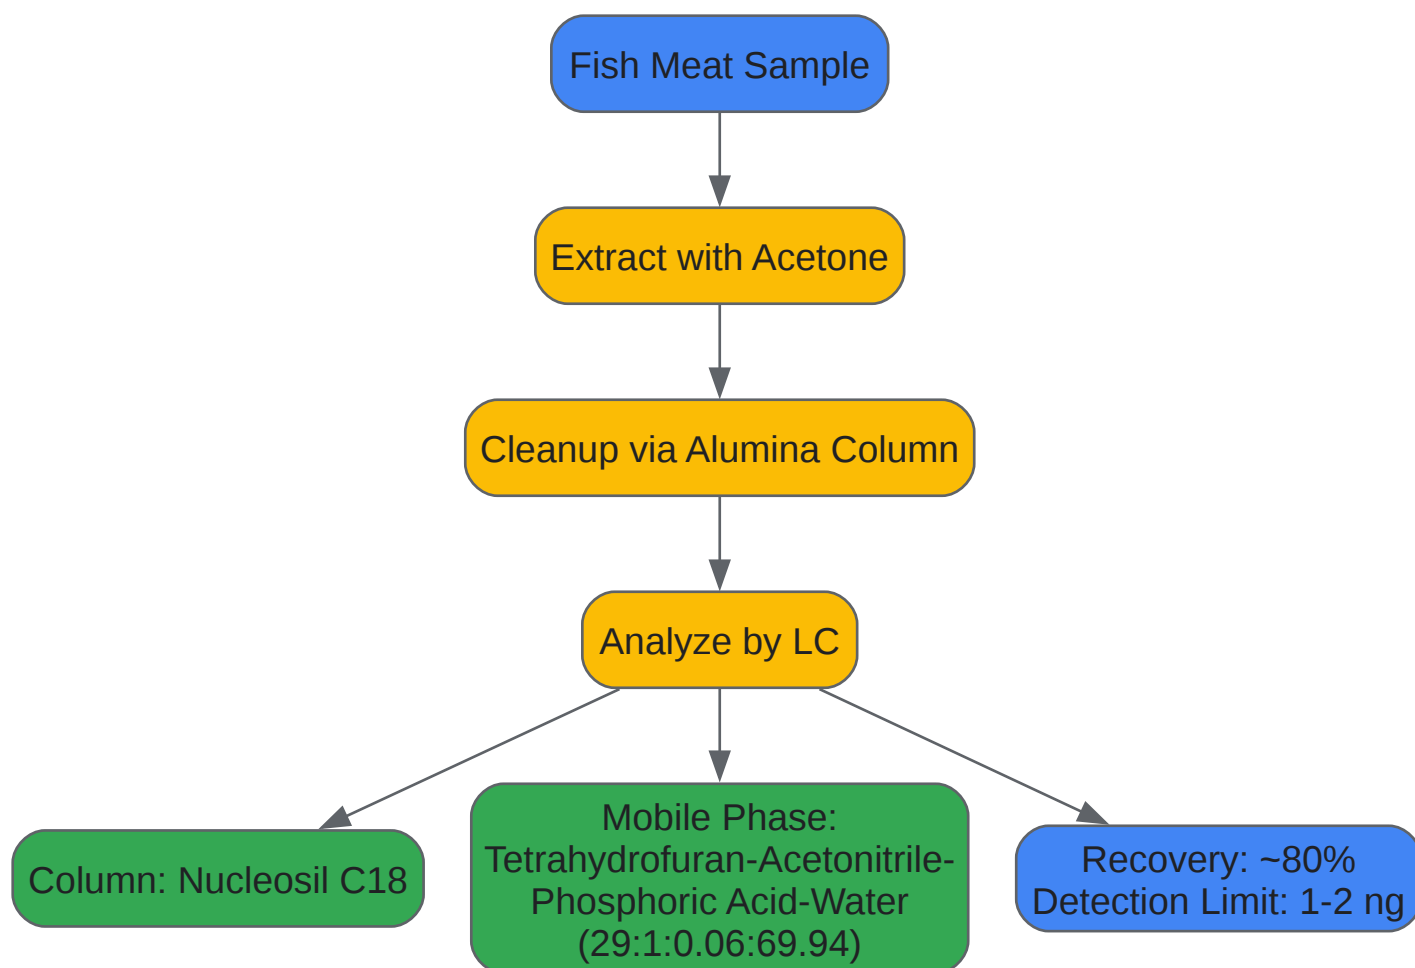 Fish Meat Sample
Extract with Acetone
Cleanup via Alumina Column
Analyze by LC
Column: Nucleosil C18
Mobile Phase:
Tetrahydrofuran-Acetonitrile-
Phosphoric Acid-Water
(29:1:0.06:69.94)
Recovery: ~80%
Detection Limit: 1-2 ng